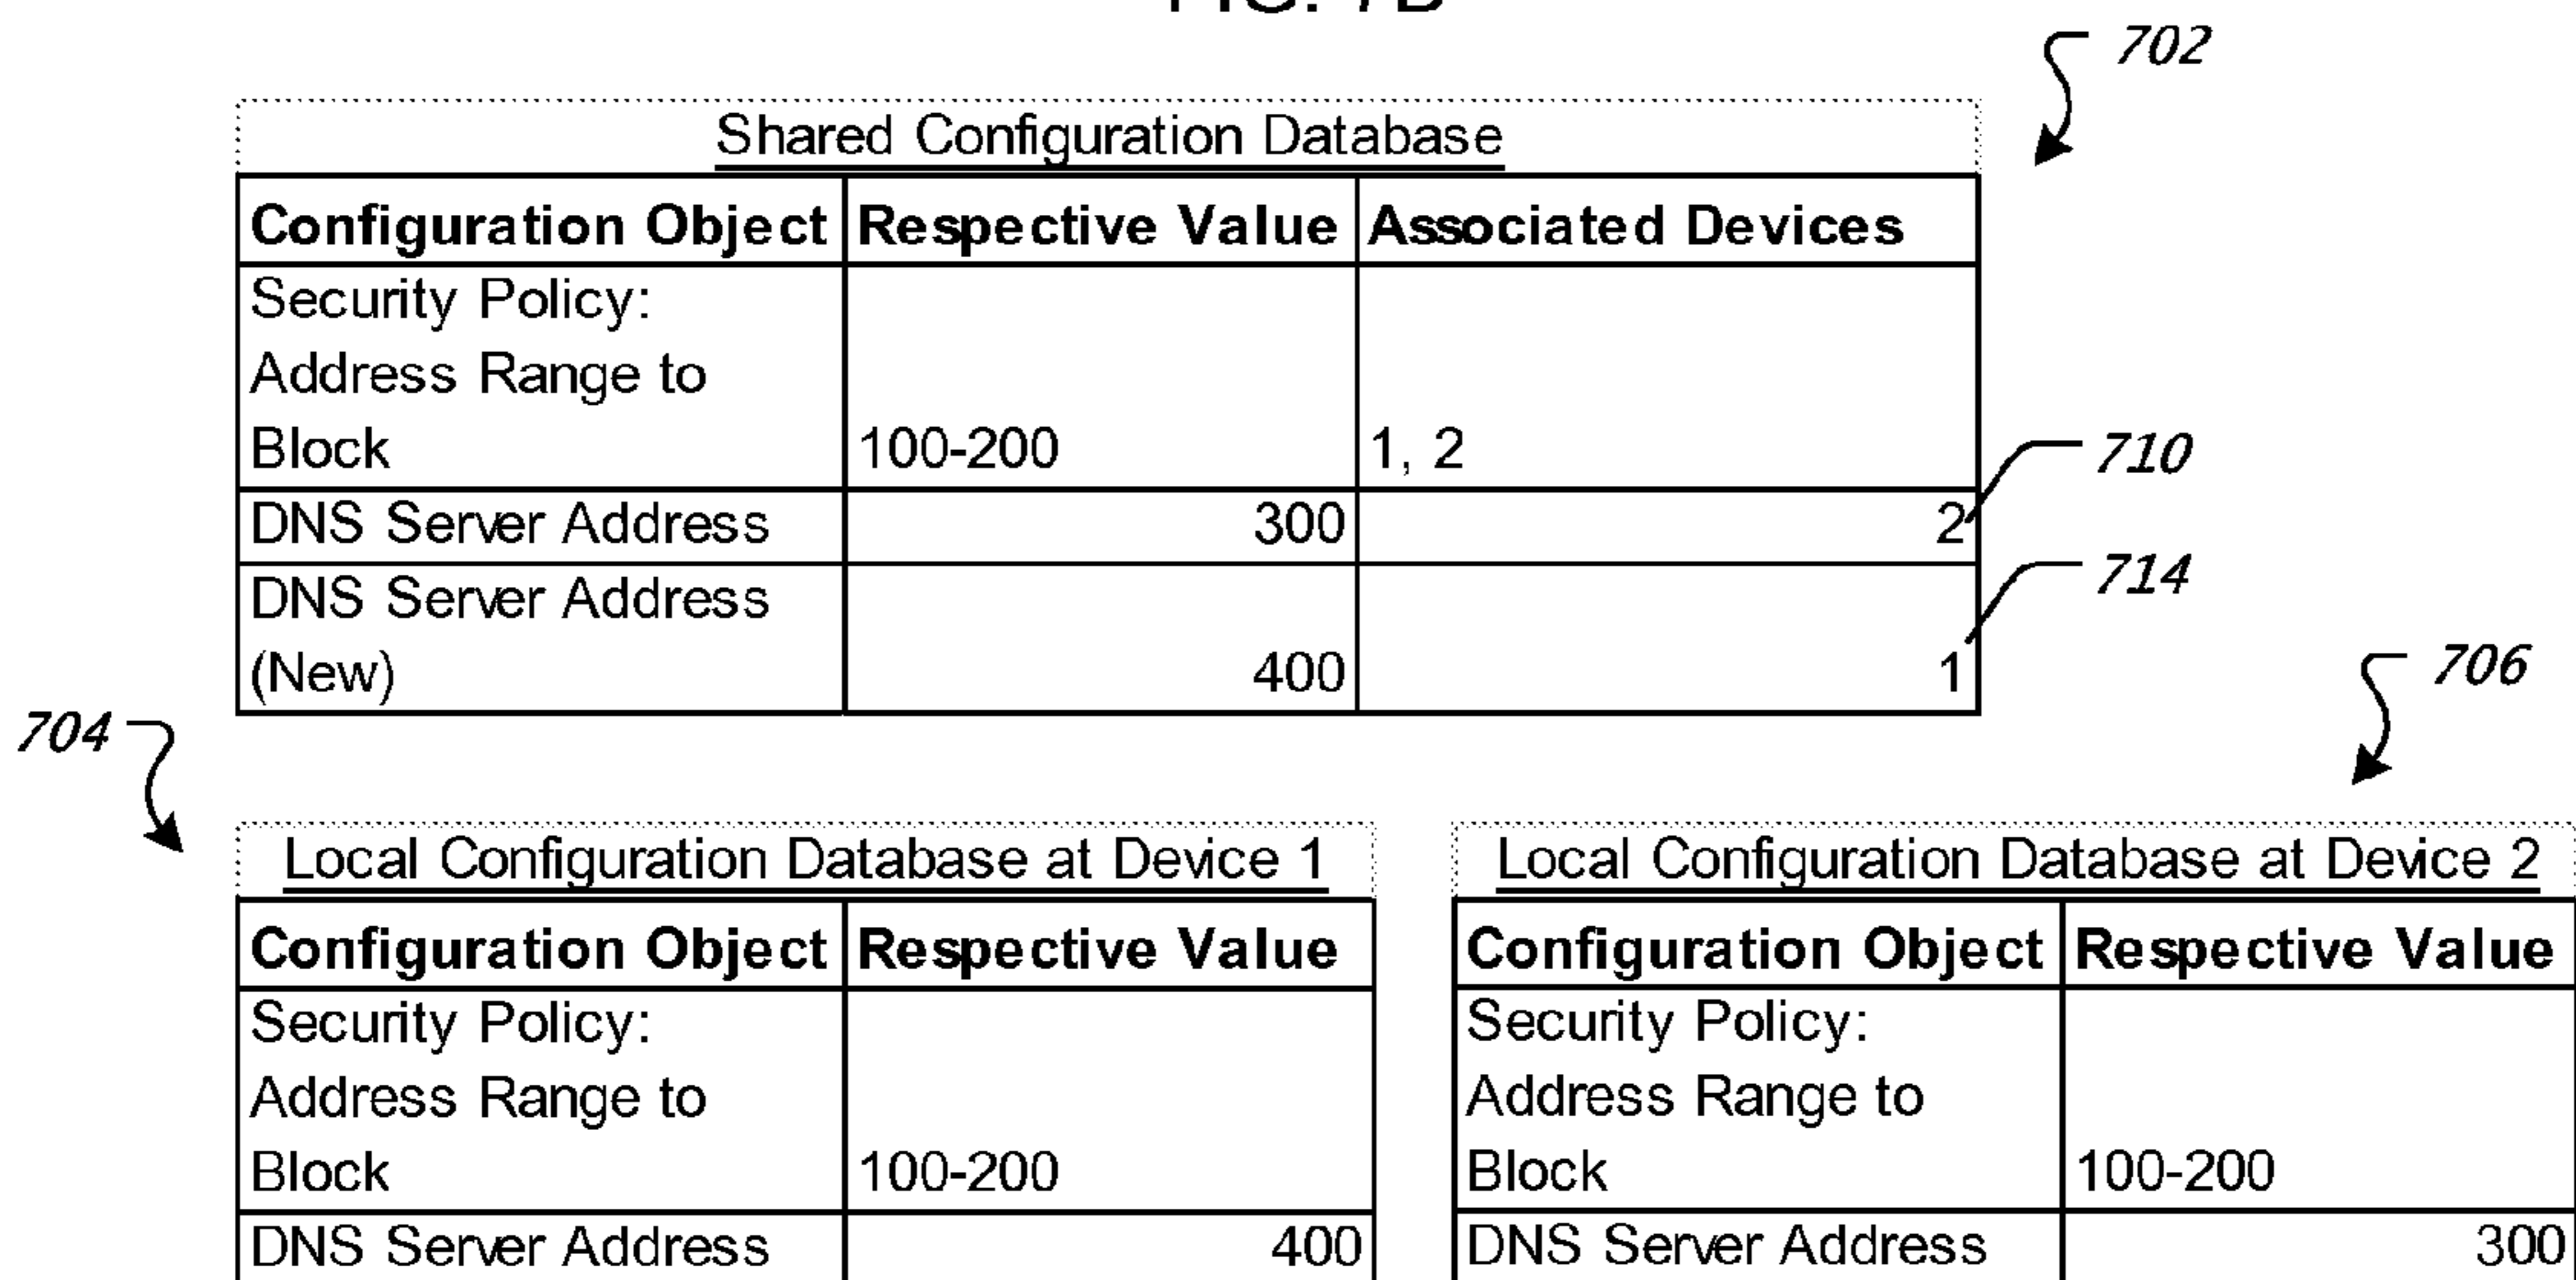 FIG. 7B
702
Shared Configuration Database
Configuration Object Respective Value Associated Devices
Security Policy:
Address Range to
Block 100-200 1, 2
710
DNS Server Address 300 2
714
DNS Server Address
(New) 400 1
706
704
Local Configuration Database at Device 1
Configuration Object Respective Value
Security Policy:
Address Range to
Block 100-200
DNS Server Address 400
Local Configuration Database at Device 2
Configuration Object Respective Value
Security Policy:
Address Range to
Block 100-200
DNS Server Address 300